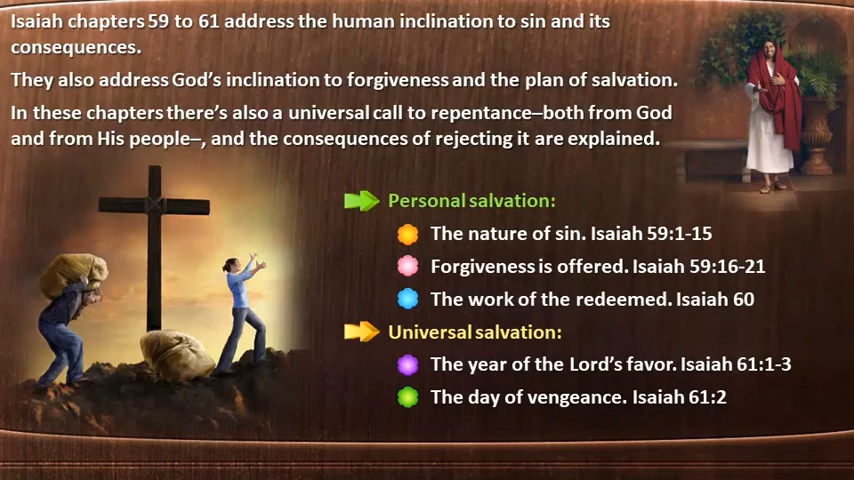 Isaiah chapters 59 to 61 address the human inclination to sin and its
consequences.
They also address God’s inclination to forgiveness and the plan of salvation.
In these chapters there’s also a universal call to repentance–both from God
and from His people–, and the consequences of rejecting it are explained.
Personal salvation:
The nature of sin. Isaiah 59:1-15
Forgiveness is offered. Isaiah 59:16-21
The work of the redeemed. Isaiah 60
Universal salvation:
The year of the Lord’s favor. Isaiah 61:1-3
The day of vengeance. Isaiah 61:2